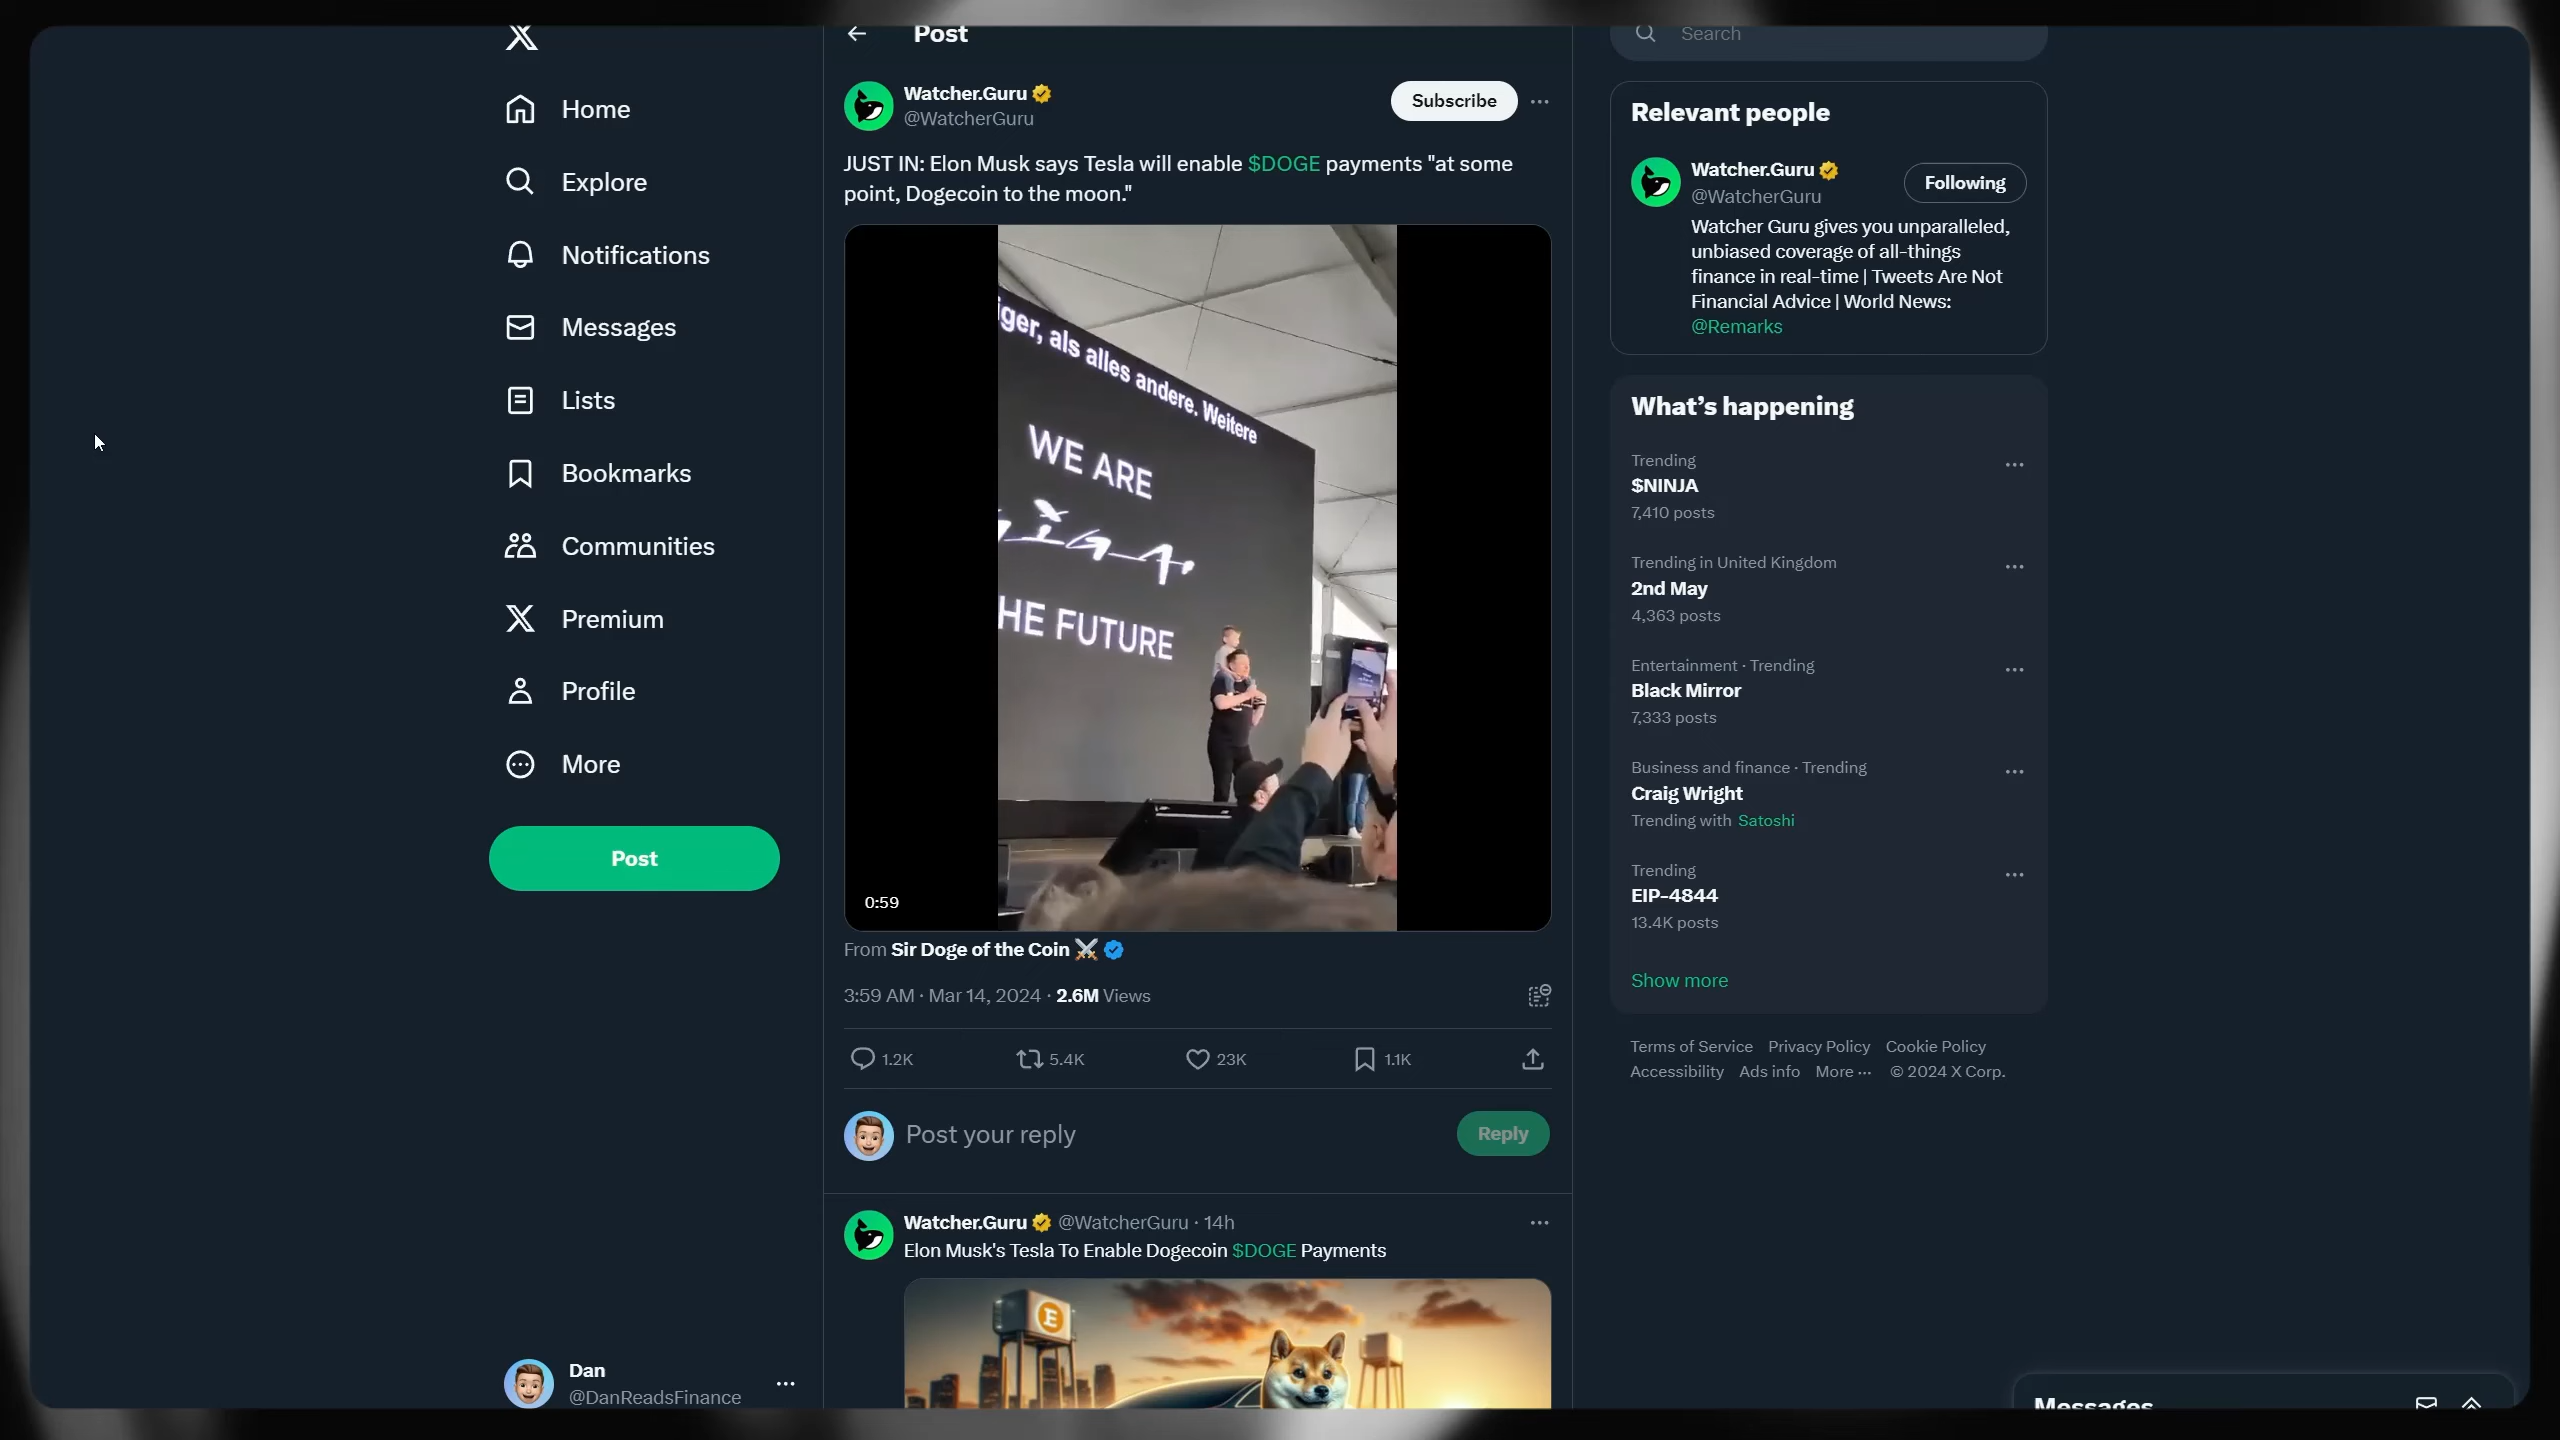 Home
Explore
Notifications
Messages
Lists
Bookmarks
Communities
Premium
Profile
More
Post
Dan
@DanReadsFinance
Post
Watcher.Guru
@WatcherGuru
Subscribe
JUST IN: Elon Musk says Tesla will enable $DOGE payments "at some
point, Dogecoin to the moon."
iger, als alles andere. Weitere
WE ARE
HE FUTURE
0:59
From Sir Doge of the Coin
3:59 AM · Mar 14, 2024 · 2.6M Views
1.2K 5.4K 23K 1.1K
Post your reply
Reply
Watcher.Guru @WatcherGuru · 14h
Elon Musk's Tesla To Enable Dogecoin $DOGE Payments
Search
Relevant people
Watcher.Guru
@WatcherGuru
Following
Watcher Guru gives you unparalleled,
unbiased coverage of all-things
finance in real-time | Tweets Are Not
Financial Advice | World News:
@Remarks
What's happening
Trending
$NINJA
7,410 posts
Trending in United Kingdom
2nd May
4,363 posts
Entertainment · Trending
Black Mirror
7,333 posts
Business and finance · Trending
Craig Wright
Trending with Satoshi
Trending
EIP-4844
13.4K posts
Show more
Terms of Service Privacy Policy Cookie Policy
Accessibility Ads info More ··· © 2024 X Corp.
Messages